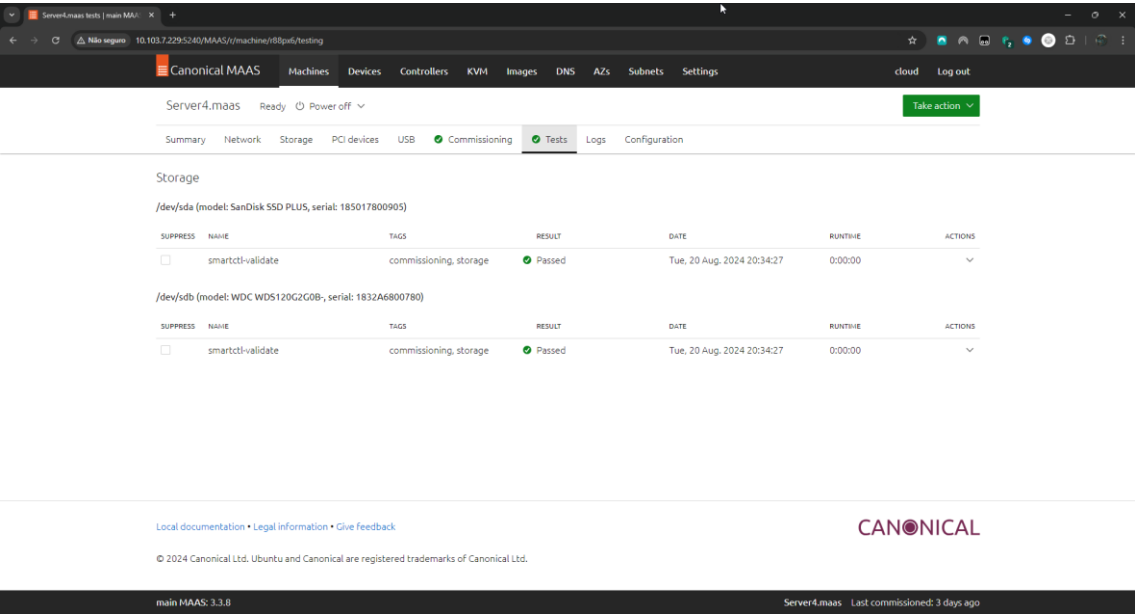 Server4.maas tests | main MAA
Não seguro 10.103.7.229:5240/MAAS/r/machine/r88px6/testing
Canonical MAAS Machines Devices Controllers KVM Images DNS AZs Subnets Settings cloud Log out
Server4.maas Ready Power off Take action
Summary Network Storage PCI devices USB Commissioning Tests Logs Configuration
Storage
/dev/sda (model: SanDisk SSD PLUS, serial: 185017800905)
SUPPRESS NAME TAGS RESULT DATE RUNTIME ACTIONS
smartctl-validate commissioning, storage Passed Tue, 20 Aug. 2024 20:34:27 0:00:00
/dev/sdb (model: WDC WDS120G2G0B-, serial: 1832A6800780)
SUPPRESS NAME TAGS RESULT DATE RUNTIME ACTIONS
smartctl-validate commissioning, storage Passed Tue, 20 Aug. 2024 20:34:27 0:00:00
Local documentation • Legal information • Give feedback
CANONICAL
© 2024 Canonical Ltd. Ubuntu and Canonical are registered trademarks of Canonical Ltd.
main MAAS: 3.3.8 Server4.maas Last commissioned: 3 days ago